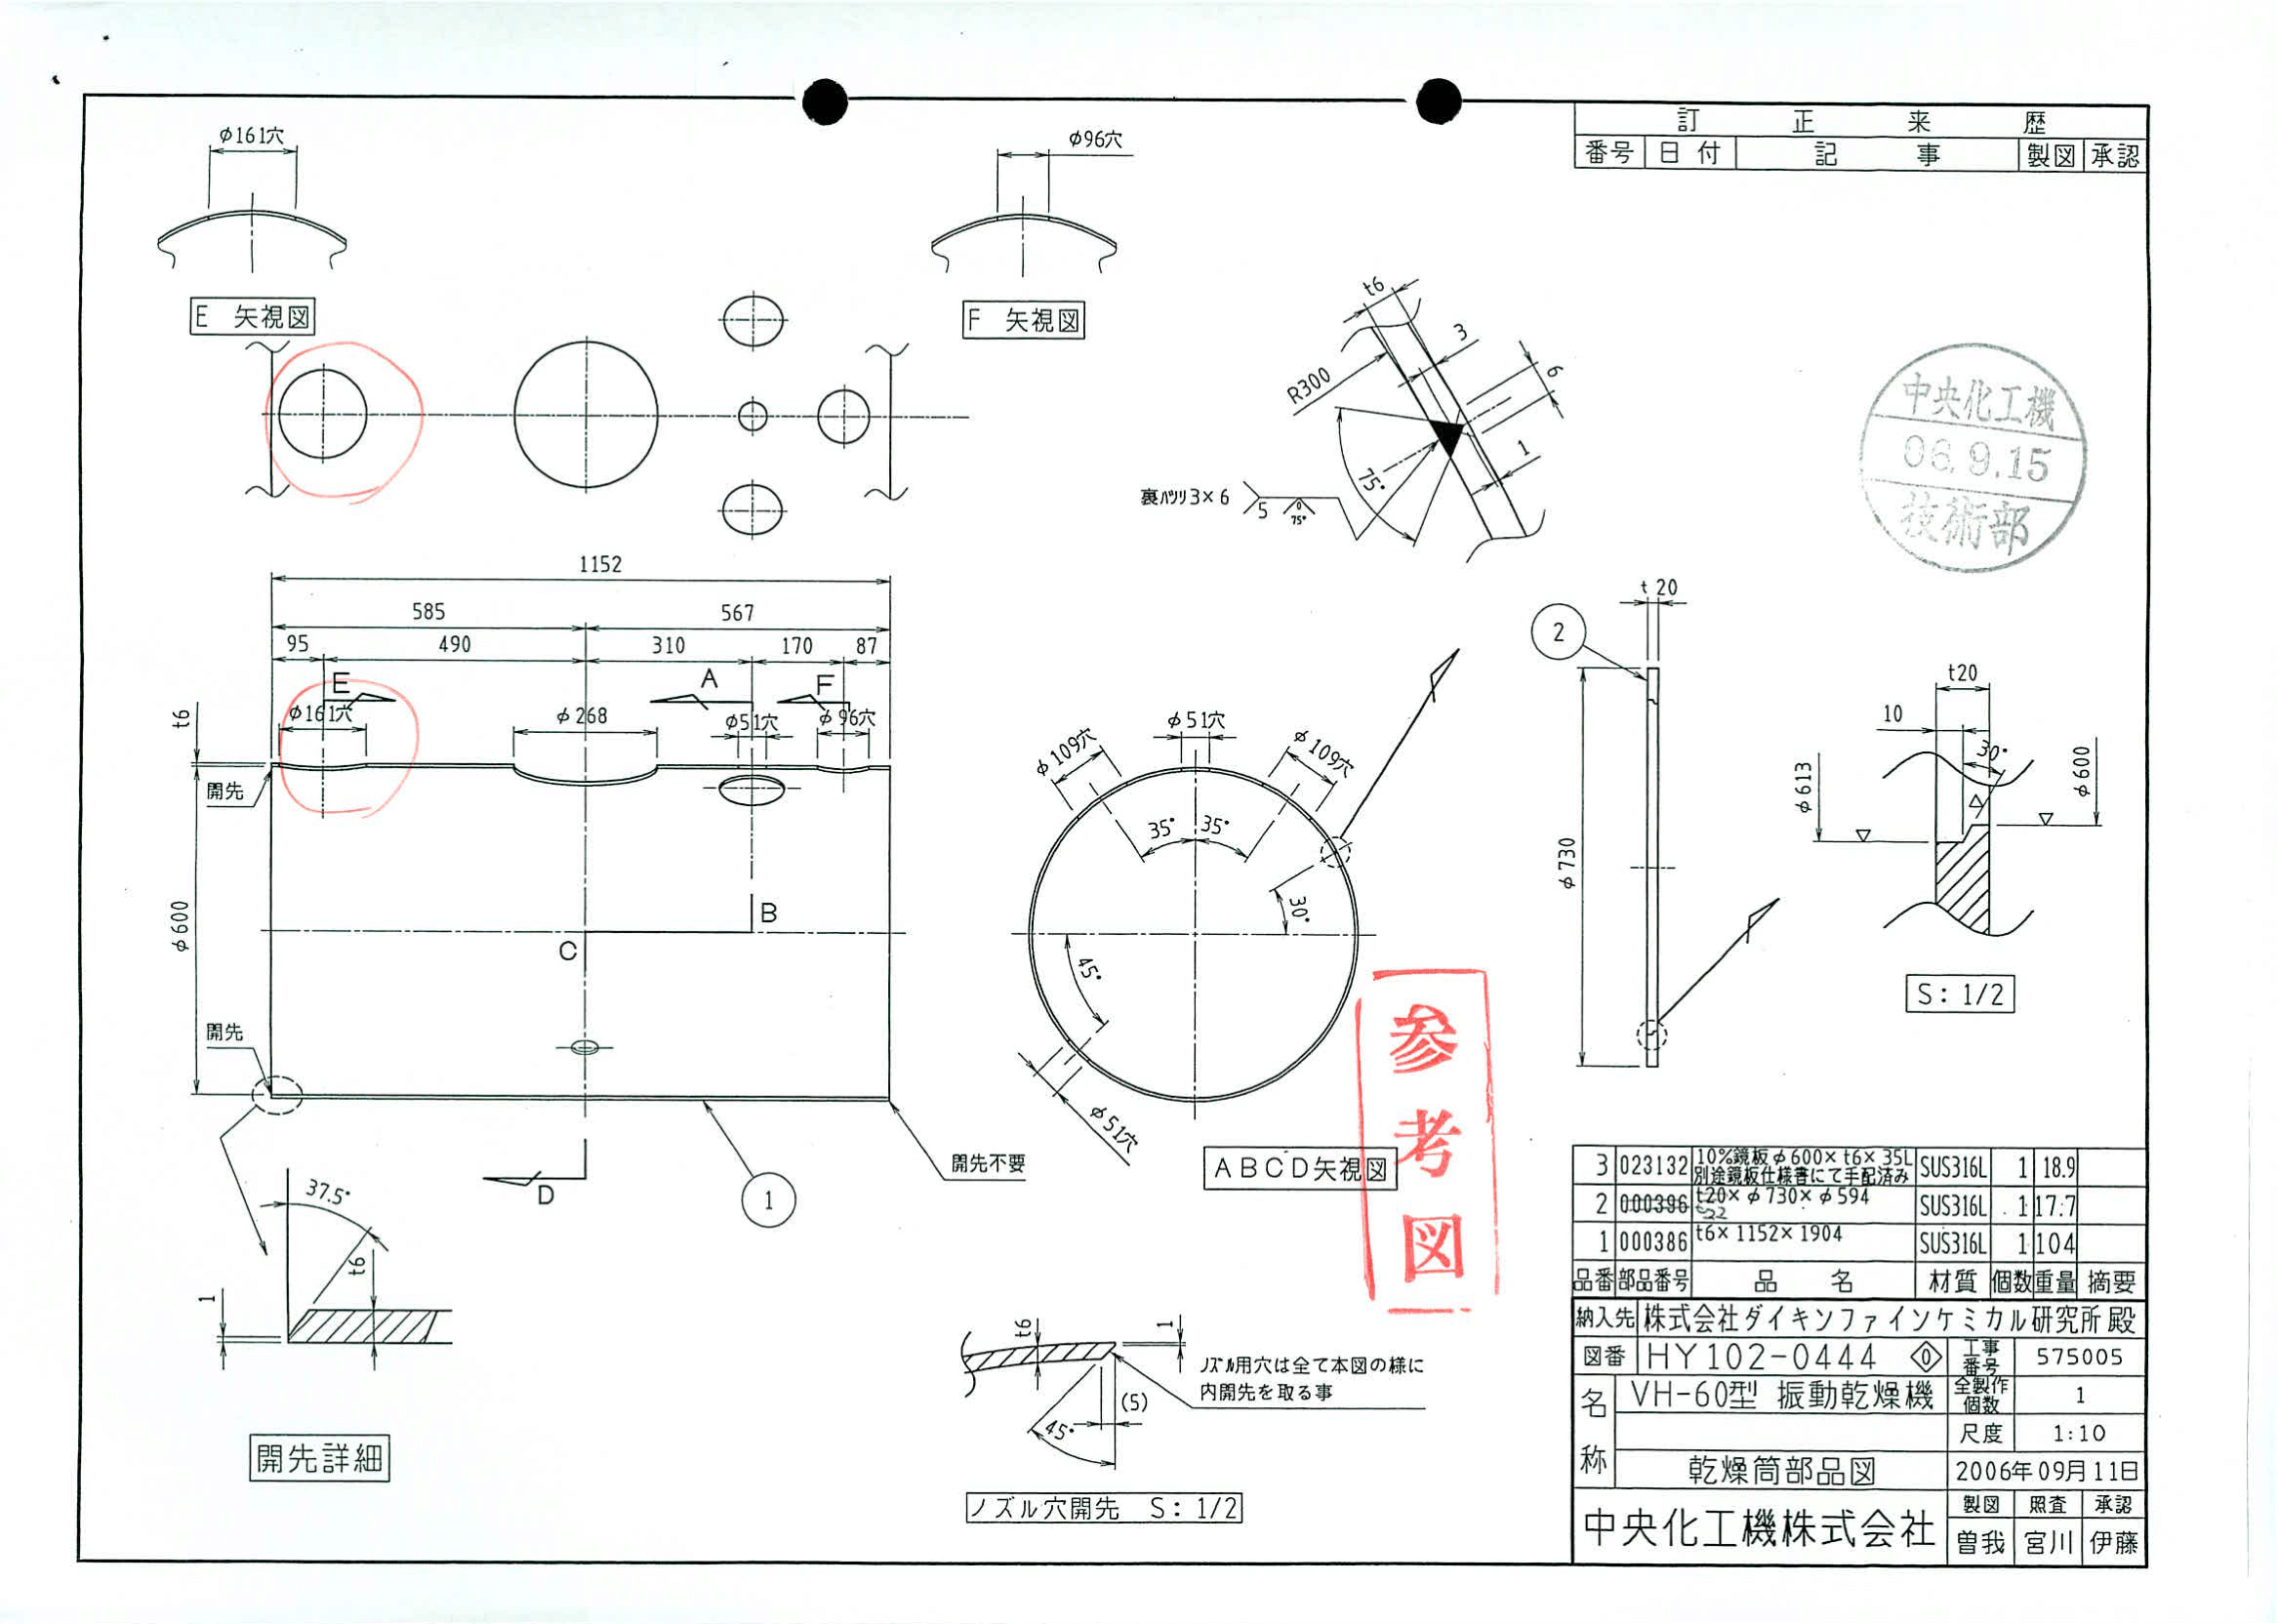 φ161穴
φ96穴
訂正来歴
番号 日付 記事 製図 承認
E 矢視図
F 矢視図
t6
3
6
R300
1
75°
裏ハツリ3×6
5
0
75°
中央化工機
06.9.15
技術部
1152
585 567
95 490 310 170 87
E A F
φ161穴 φ268 φ51穴 φ96穴
t6
開先
φ600
B
C
開先
D
1
開先不要
φ109穴 φ51穴 φ109穴
35° 35°
30°
45°
φ51穴
ABCD矢視図
参考図
t20
2
φ730
t20
10
30°
φ613
φ600
S: 1/2
37.5°
t6
1
開先詳細
t6
1
ノズル用穴は全て本図の様に
内開先を取る事
(5)
45°
ノズル穴開先 S: 1/2
3 023132 10%鏡板φ600×t6×35L SUS316L 1 18.9
別途鏡板仕様書にて手配済み
2 000396 t20×φ730×φ594 SUS316L 1 17.7
t22
1 000386 t6×1152×1904 SUS316L 1 104
品番 部品番号 品名 材質 個数 重量 摘要
納入先 株式会社ダイキンファインケミカル研究所殿
図番 HY102-0444 0 工事番号 575005
名称 VH-60型 振動乾燥機 全製作個数 1
尺度 1:10
乾燥筒部品図 2006年09月11日
中央化工機株式会社
製図 照査 承認
曽我 宮川 伊藤